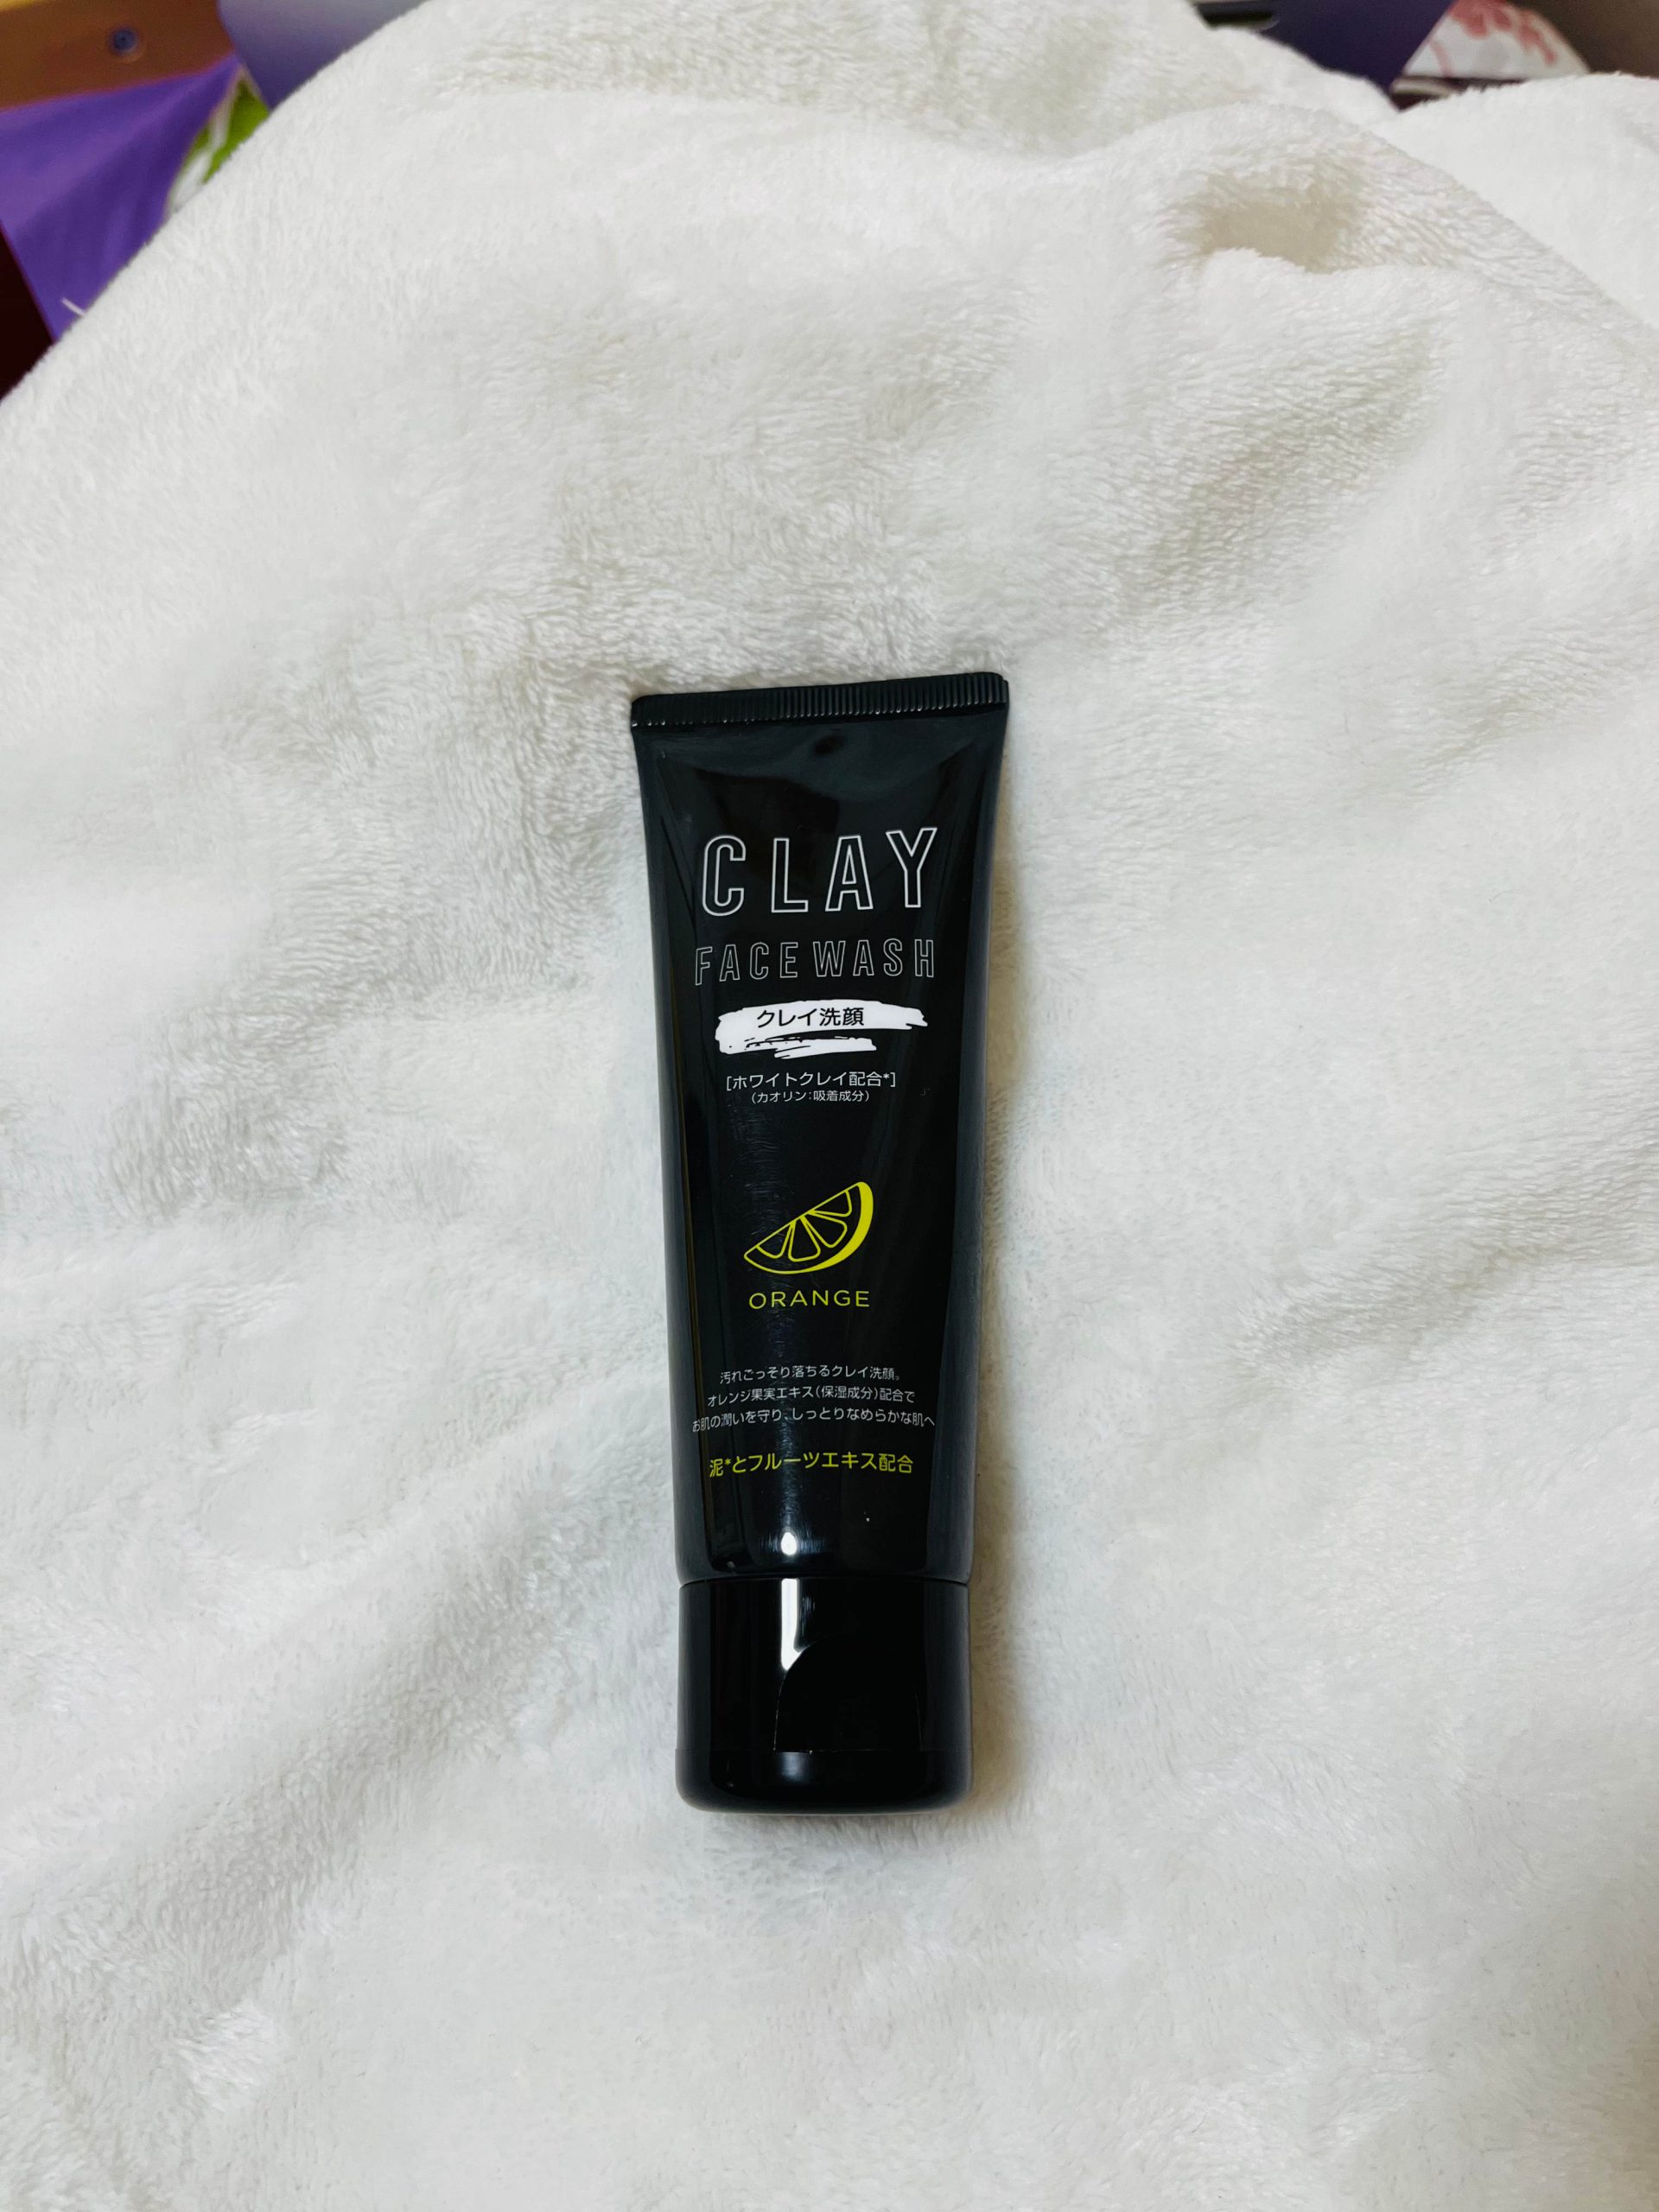 CLAY
FACE WASH
クレイ洗顔
[ホワイトクレイ配合*]
(カオリン:吸着成分)
ORANGE
汚れごっそり落ちるクレイ洗顔。
オレンジ果実エキス(保湿成分)配合で
お肌の潤いを守り、しっとりなめらかな肌へ
泥*とフルーツエキス配合